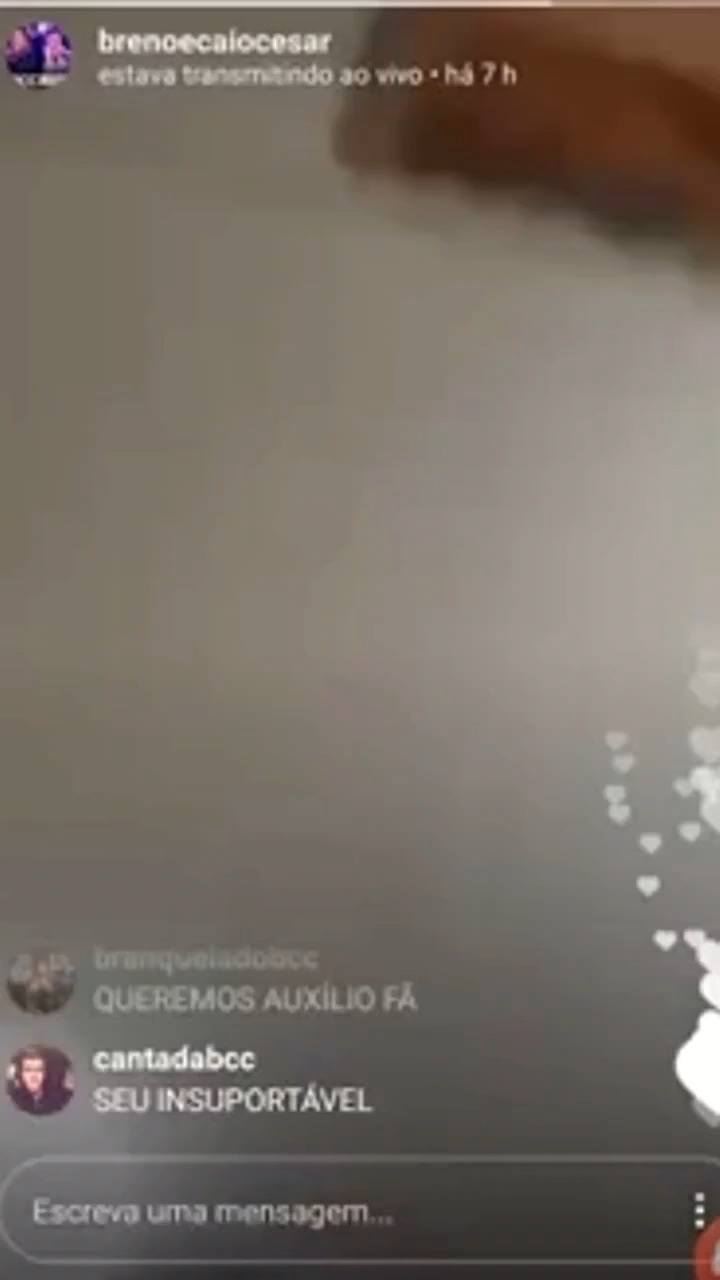 brenoecaiocesar
estava transmitindo ao vivo • há 7 h
branqueladobcc
QUEREMOS AUXÍLIO FÃ
cantadabcc
SEU INSUPORTÁVEL
Escreva uma mensagem...